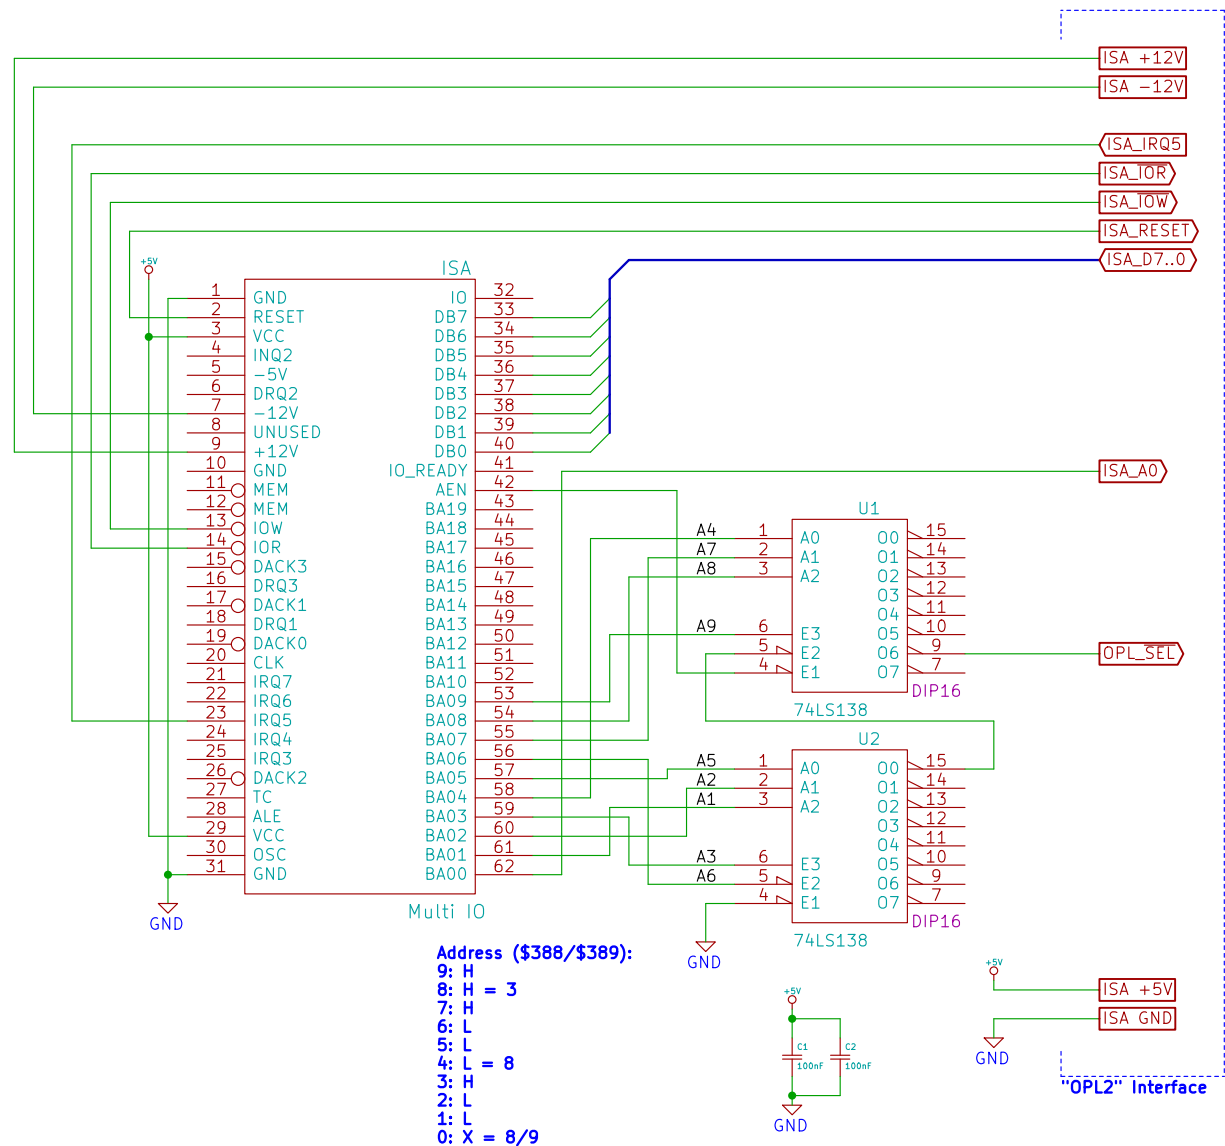 ISA +12V
ISA -12V
ISA_IRQ5
ISA_IOR
ISA_IOW
ISA_RESET
ISA_D7..0
+5V
ISA
1 GND IO 32
2 RESET DB7 33
3 VCC DB6 34
4 INQ2 DB5 35
5 -5V DB4 36
6 DRQ2 DB3 37
7 -12V DB2 38
8 UNUSED DB1 39
9 +12V DB0 40
10 GND IO_READY 41
ISA_A0
11 MEM AEN 42
12 MEM BA19 43
13 IOW BA18 44
14 IOR BA17 45
15 DACK3 BA16 46
16 DRQ3 BA15 47
17 DACK1 BA14 48
18 DRQ1 BA13 49
19 DACK0 BA12 50
20 CLK BA11 51
21 IRQ7 BA10 52
22 IRQ6 BA09 53
23 IRQ5 BA08 54
24 IRQ4 BA07 55
25 IRQ3 BA06 56
26 DACK2 BA05 57
27 TC BA04 58
28 ALE BA03 59
29 VCC BA02 60
30 OSC BA01 61
31 GND BA00 62
Multi IO
GND
U1
A4 1 A0 O0 15
A7 2 A1 O1 14
A8 3 A2 O2 13
O3 12
O4 11
A9 6 E3 O5 10
5 E2 O6 9
OPL_SEL
4 E1 O7 7
DIP16
74LS138
U2
A5 1 A0 O0 15
A2 2 A1 O1 14
A1 3 A2 O2 13
O3 12
O4 11
A3 6 E3 O5 10
A6 5 E2 O6 9
4 E1 O7 7
DIP16
74LS138
GND
Address ($388/$389):
9: H
8: H = 3
7: H
6: L
5: L
4: L = 8
3: H
2: L
1: L
0: X = 8/9
+5V
C1
100nF
C2
100nF
GND
+5V
ISA +5V
ISA GND
GND
"OPL2" Interface